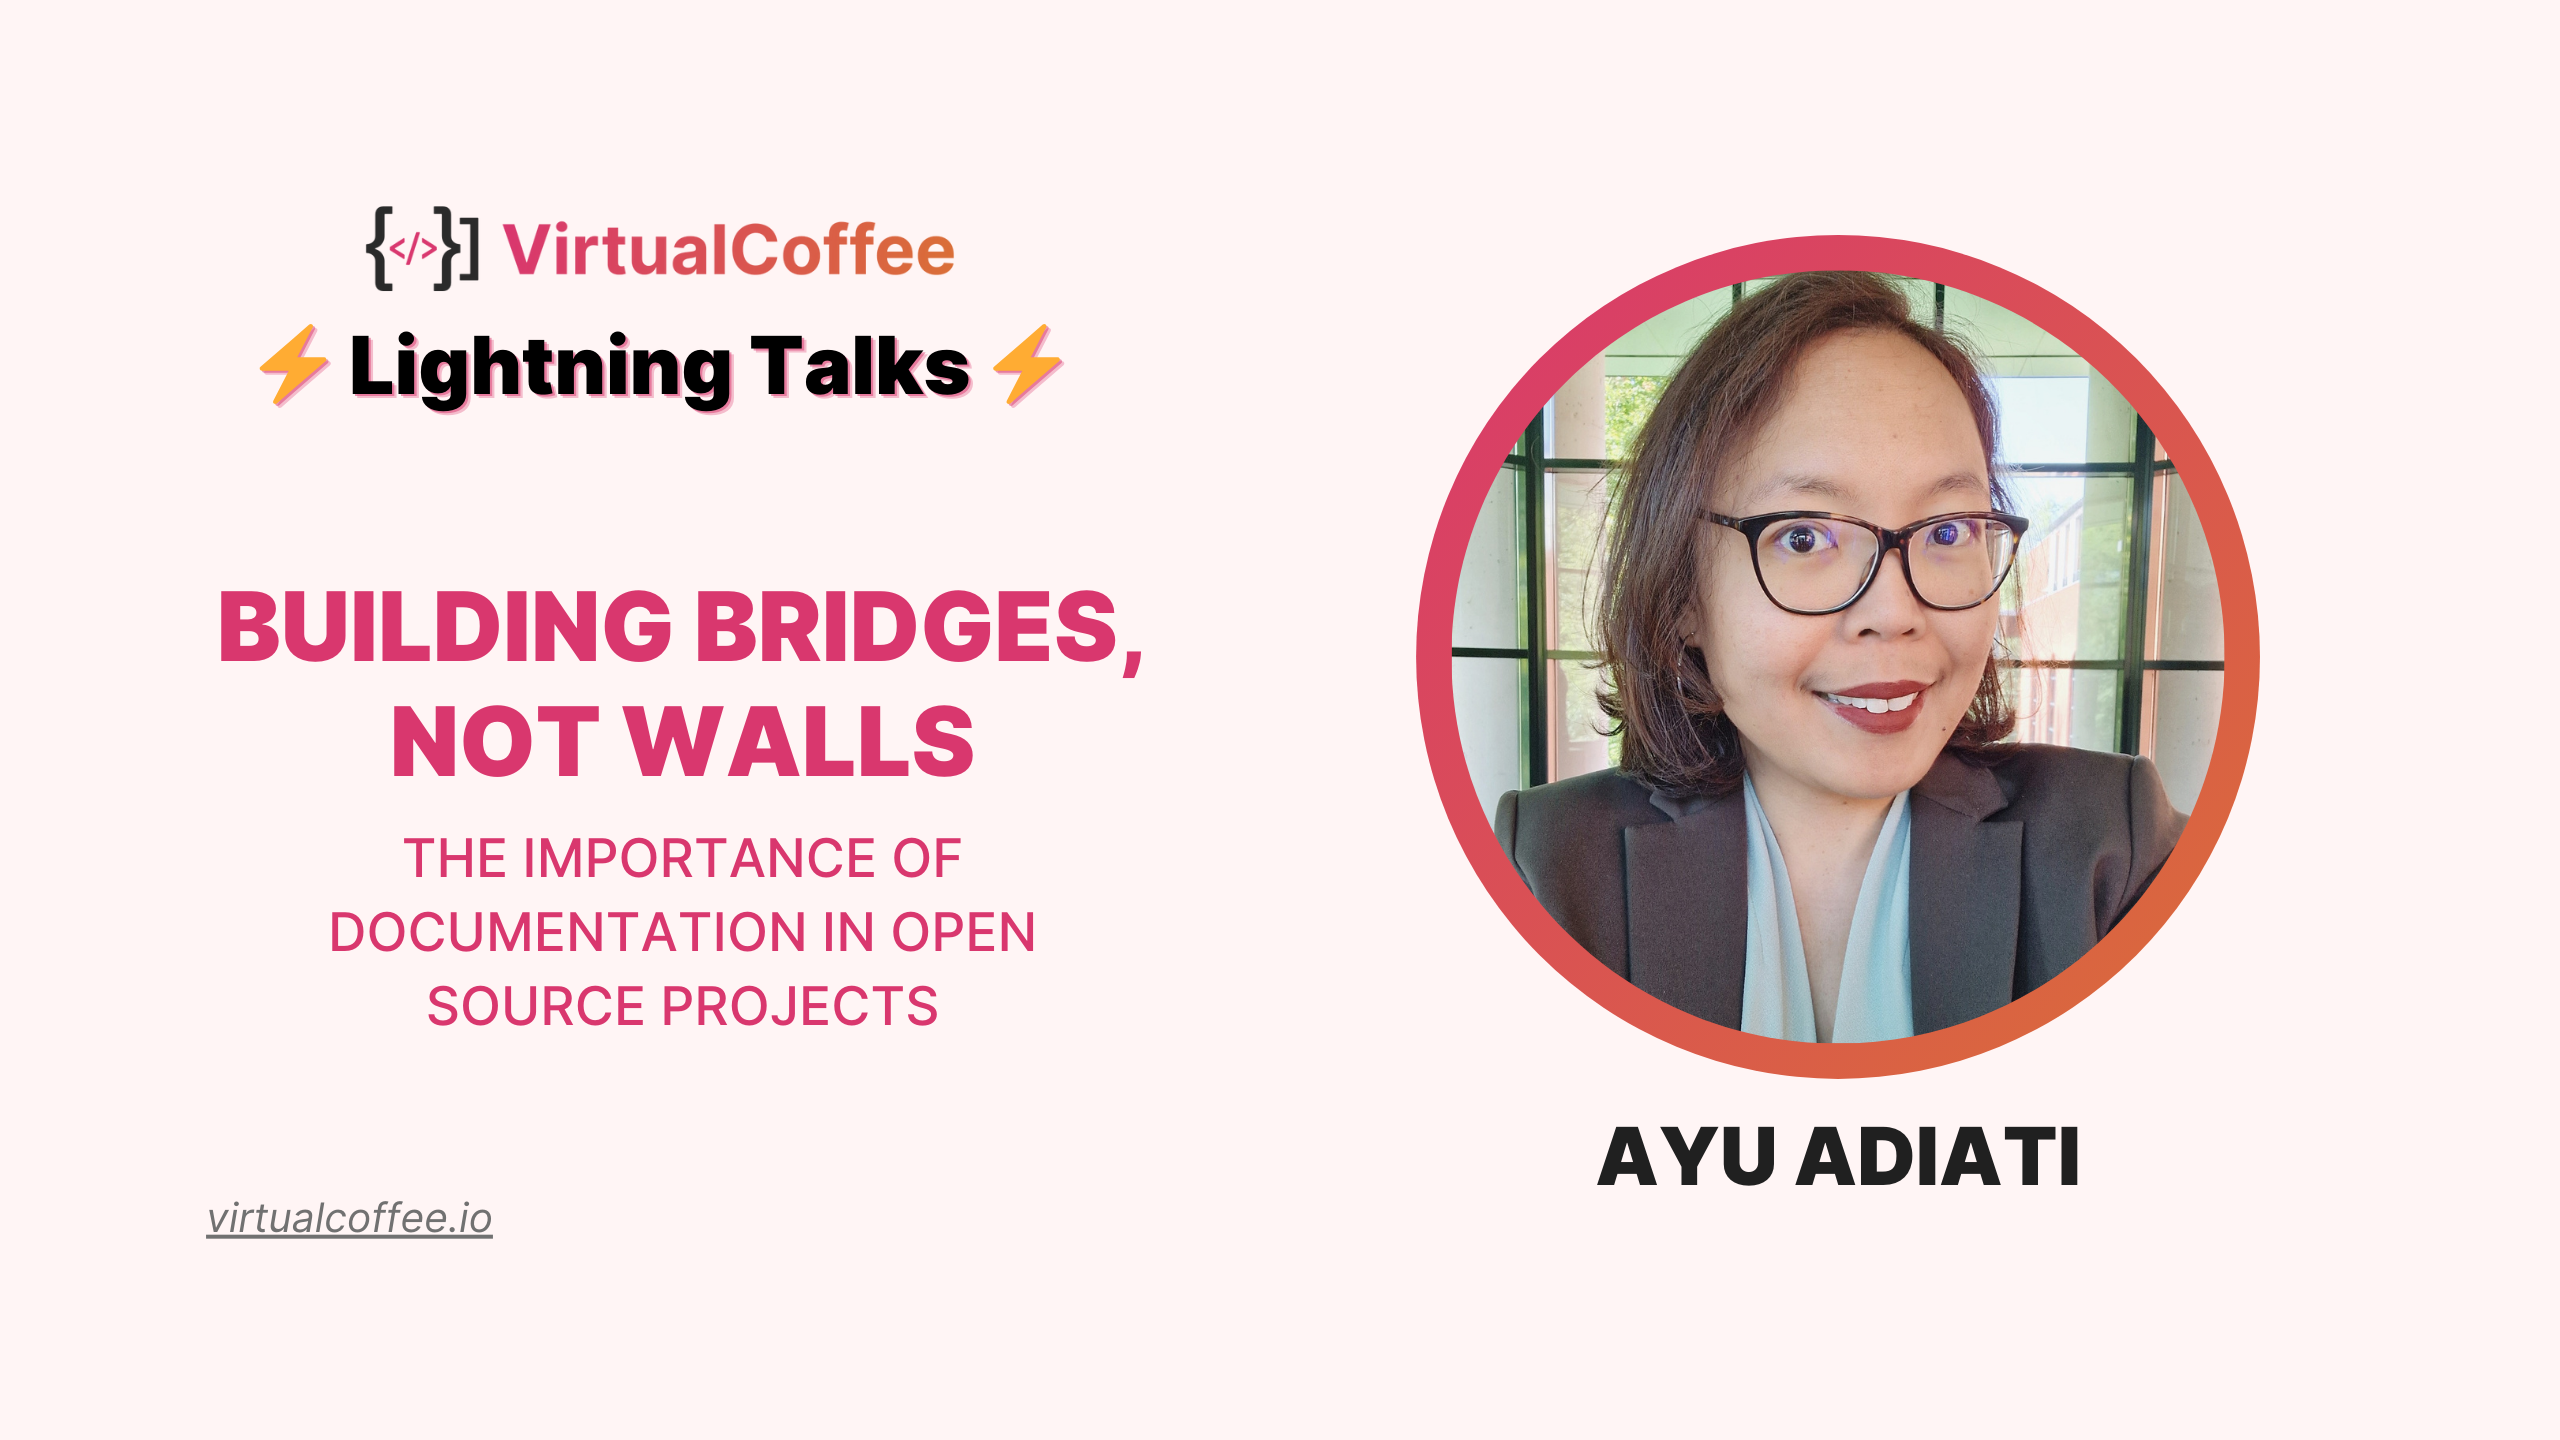 {</>}] VirtualCoffee
⚡ Lightning Talks ⚡
BUILDING BRIDGES,
NOT WALLS
THE IMPORTANCE OF
DOCUMENTATION IN OPEN
SOURCE PROJECTS
virtualcoffee.io
AYU ADIATI